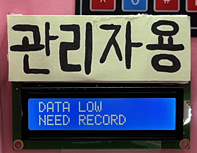 관리자용
DATA LOW
NEED RECORD